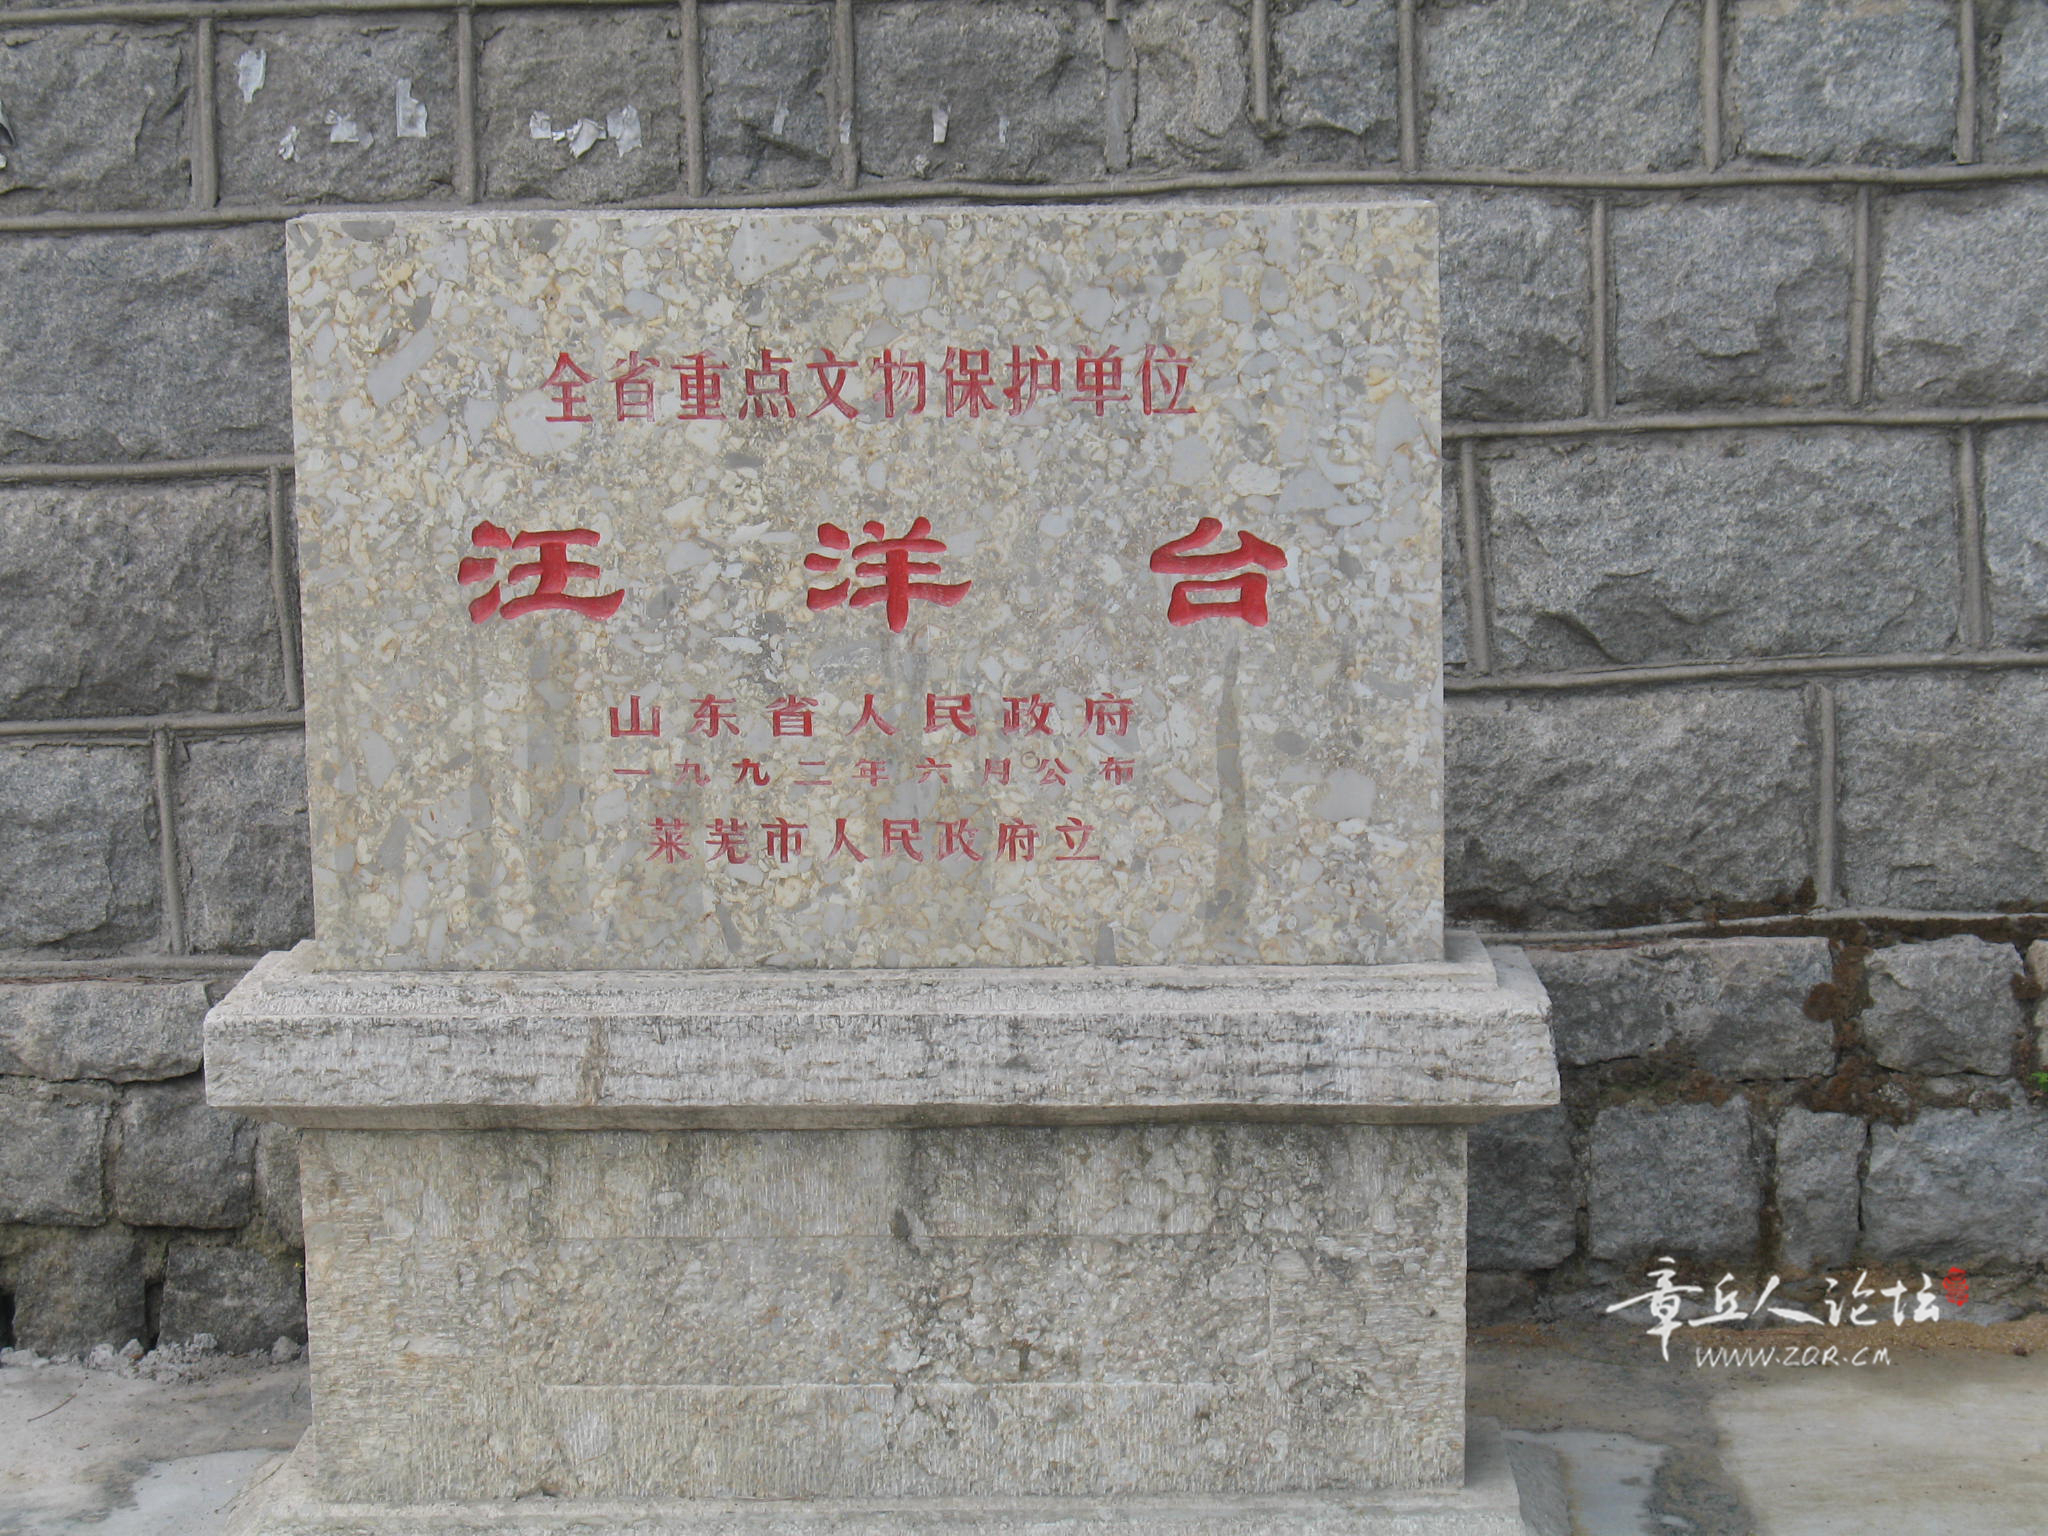 全省重点文物保护单位
汪洋台
山东省人民政府
一九九二年六月公布
莱芜市人民政府立
章丘人论坛
WWW.ZQR.CM